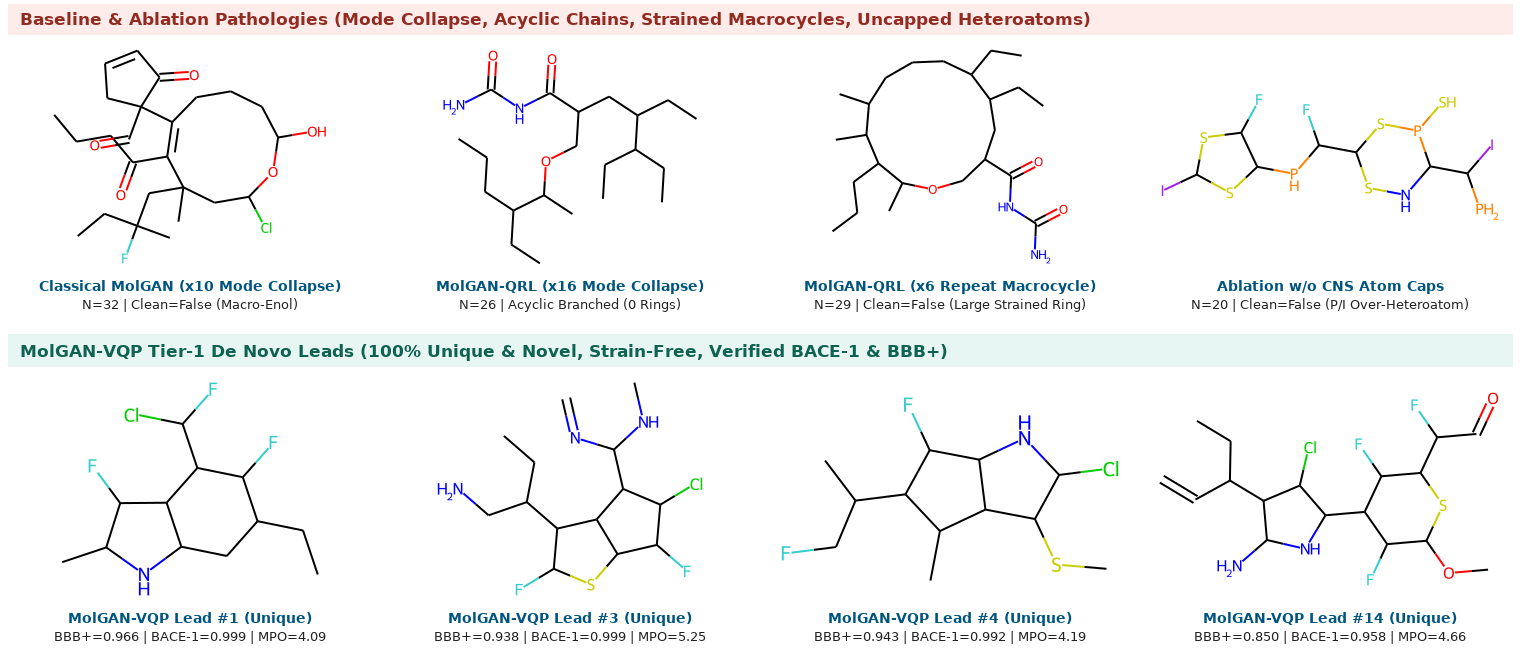 Baseline & Ablation Pathologies (Mode Collapse, Acyclic Chains, Strained Macrocycles, Uncapped Heteroatoms)
O
O
O
F
OH
O
Cl
O
O
H₂N
N
H
O
O
O
HN
O
NH₂
F
F
SH
S
S
P
I
I
S
P
H
S
N
H
PH₂
Classical MolGAN (x10 Mode Collapse)
N=32 | Clean=False (Macro-Enol)
MolGAN-QRL (x16 Mode Collapse)
N=26 | Acyclic Branched (0 Rings)
MolGAN-QRL (x6 Repeat Macrocycle)
N=29 | Clean=False (Large Strained Ring)
Ablation w/o CNS Atom Caps
N=20 | Clean=False (P/I Over-Heteroatom)
MolGAN-VQP Tier-1 De Novo Leads (100% Unique & Novel, Strain-Free, Verified BACE-1 & BBB+)
F
Cl
F
F
N
H
N
NH
H₂N
Cl
F
S
F
F
H
N
Cl
F
S
F
O
Cl
F
S
H₂N
NH
F
O
MolGAN-VQP Lead #1 (Unique)
BBB+=0.966 | BACE-1=0.999 | MPO=4.09
MolGAN-VQP Lead #3 (Unique)
BBB+=0.938 | BACE-1=0.999 | MPO=5.25
MolGAN-VQP Lead #4 (Unique)
BBB+=0.943 | BACE-1=0.992 | MPO=4.19
MolGAN-VQP Lead #14 (Unique)
BBB+=0.850 | BACE-1=0.958 | MPO=4.66